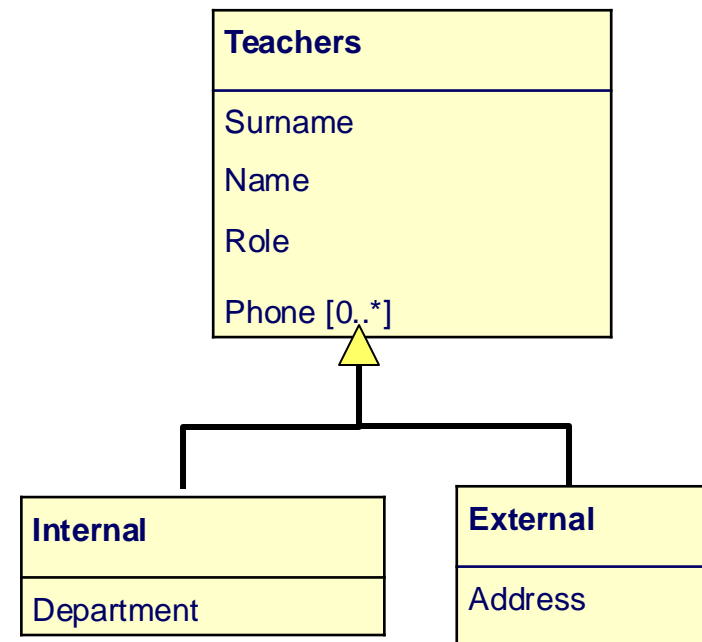 Teachers
Surname
Name
Role
Phone [0..*]
Internal
Department
External
Address